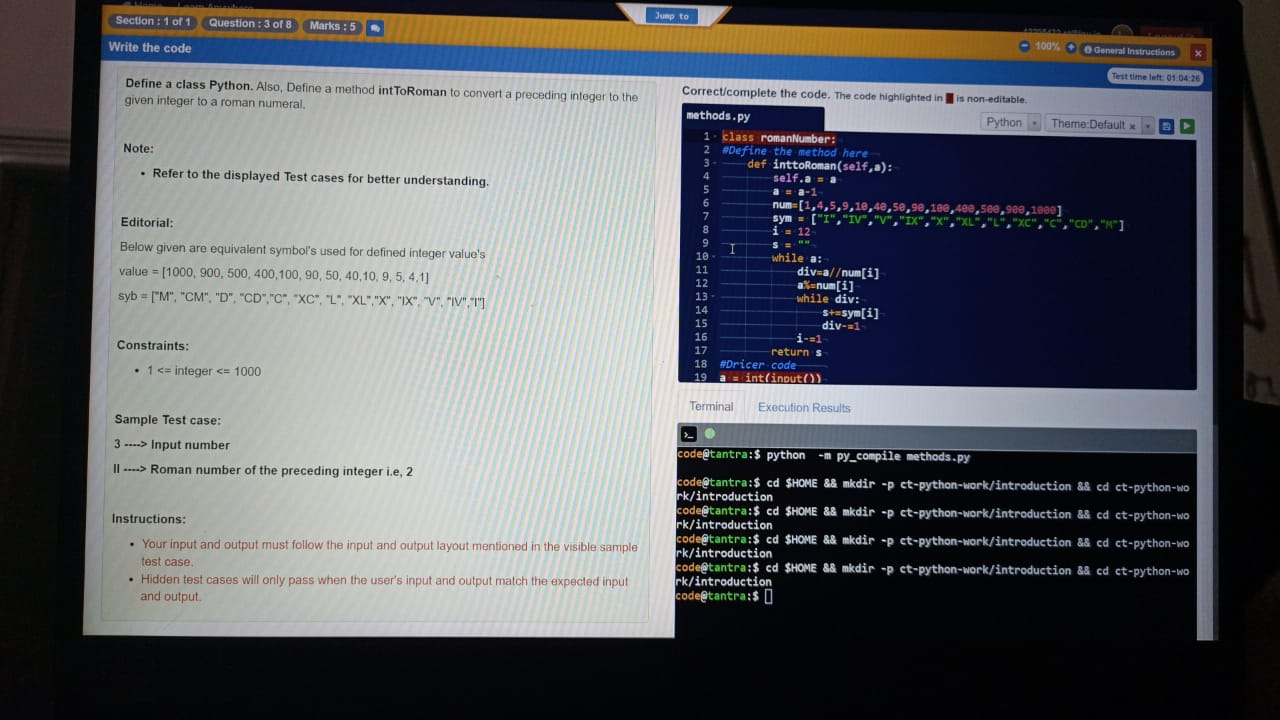 Section : 1 of 1
Question : 3 of 8
Marks : 5
Jump to
100%
General Instructions
x
Write the code
Test time left: 01:04:26
Define a class Python. Also, Define a method intToRoman to convert a preceding integer to the
given integer to a roman numeral.
Note:
• Refer to the displayed Test cases for better understanding.
Editorial:
Below given are equivalent symbol's used for defined integer value's
value = [1000, 900, 500, 400,100, 90, 50, 40,10, 9, 5, 4,1]
syb = ["M", "CM", "D", "CD","C", "XC", "L", "XL","X", "IX", "V", "IV","I"]
Constraints:
• 1 <= integer <= 1000
Sample Test case:
3 ----> Input number
II ----> Roman number of the preceding integer i.e, 2
Instructions:
• Your input and output must follow the input and output layout mentioned in the visible sample
test case.
• Hidden test cases will only pass when the user's input and output match the expected input
and output.
Correct/complete the code. The code highlighted in is non-editable.
methods.py
Python
Theme:Default x
1 class romanNumber:
2 #Define the method here
3 def inttoRoman(self,a):
4 self.a = a
5 a = a-1
6 num=[1,4,5,9,10,40,50,90,100,400,500,900,1000]
7 sym = ["I","IV","V","IX","X","XL","L","XC","C","CD","M"]
8 i = 12
9 s = ""
10 while a:
11 div=a//num[i]
12 a%=num[i]
13 while div:
14 s+=sym[i]
15 div-=1
16 i-=1
17 return s
18 #Dricer code
19 a = int(input())
Terminal
Execution Results
code@tantra:$ python -m py_compile methods.py
code@tantra:$ cd $HOME && mkdir -p ct-python-work/introduction && cd ct-python-wo
rk/introduction
code@tantra:$ cd $HOME && mkdir -p ct-python-work/introduction && cd ct-python-wo
rk/introduction
code@tantra:$ cd $HOME && mkdir -p ct-python-work/introduction && cd ct-python-wo
rk/introduction
code@tantra:$ cd $HOME && mkdir -p ct-python-work/introduction && cd ct-python-wo
rk/introduction
code@tantra:$